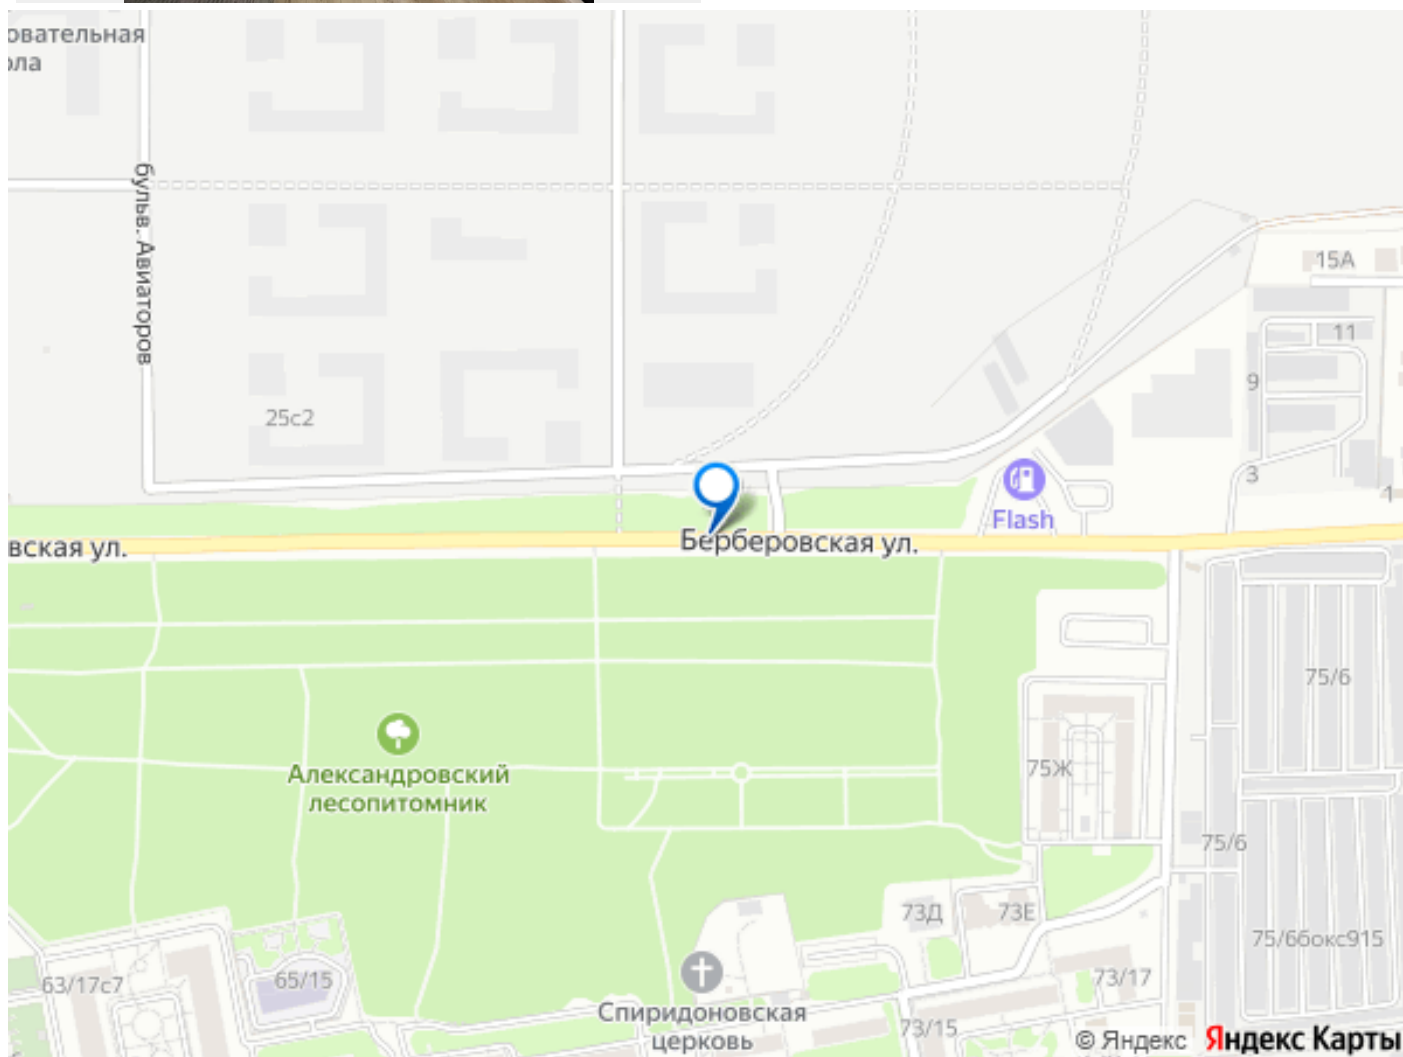 овательная
ола
бульв. Авиаторов
15А
11
9
25с2
3
1
Flash
вская ул.
Берберовская ул.
75/6
Александровский
лесопитомник
75Ж
75/6
73Д
73Е
75/6бокс915
63/17с7
65/15
73/17
Спиридоновская
церковь
73/15
© Яндекс Яндекс Карты